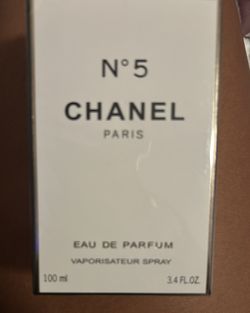 N°5
CHANEL
PARIS
EAU DE PARFUM
VAPORISATEUR SPRAY
100 ml 3.4 FL.OZ.